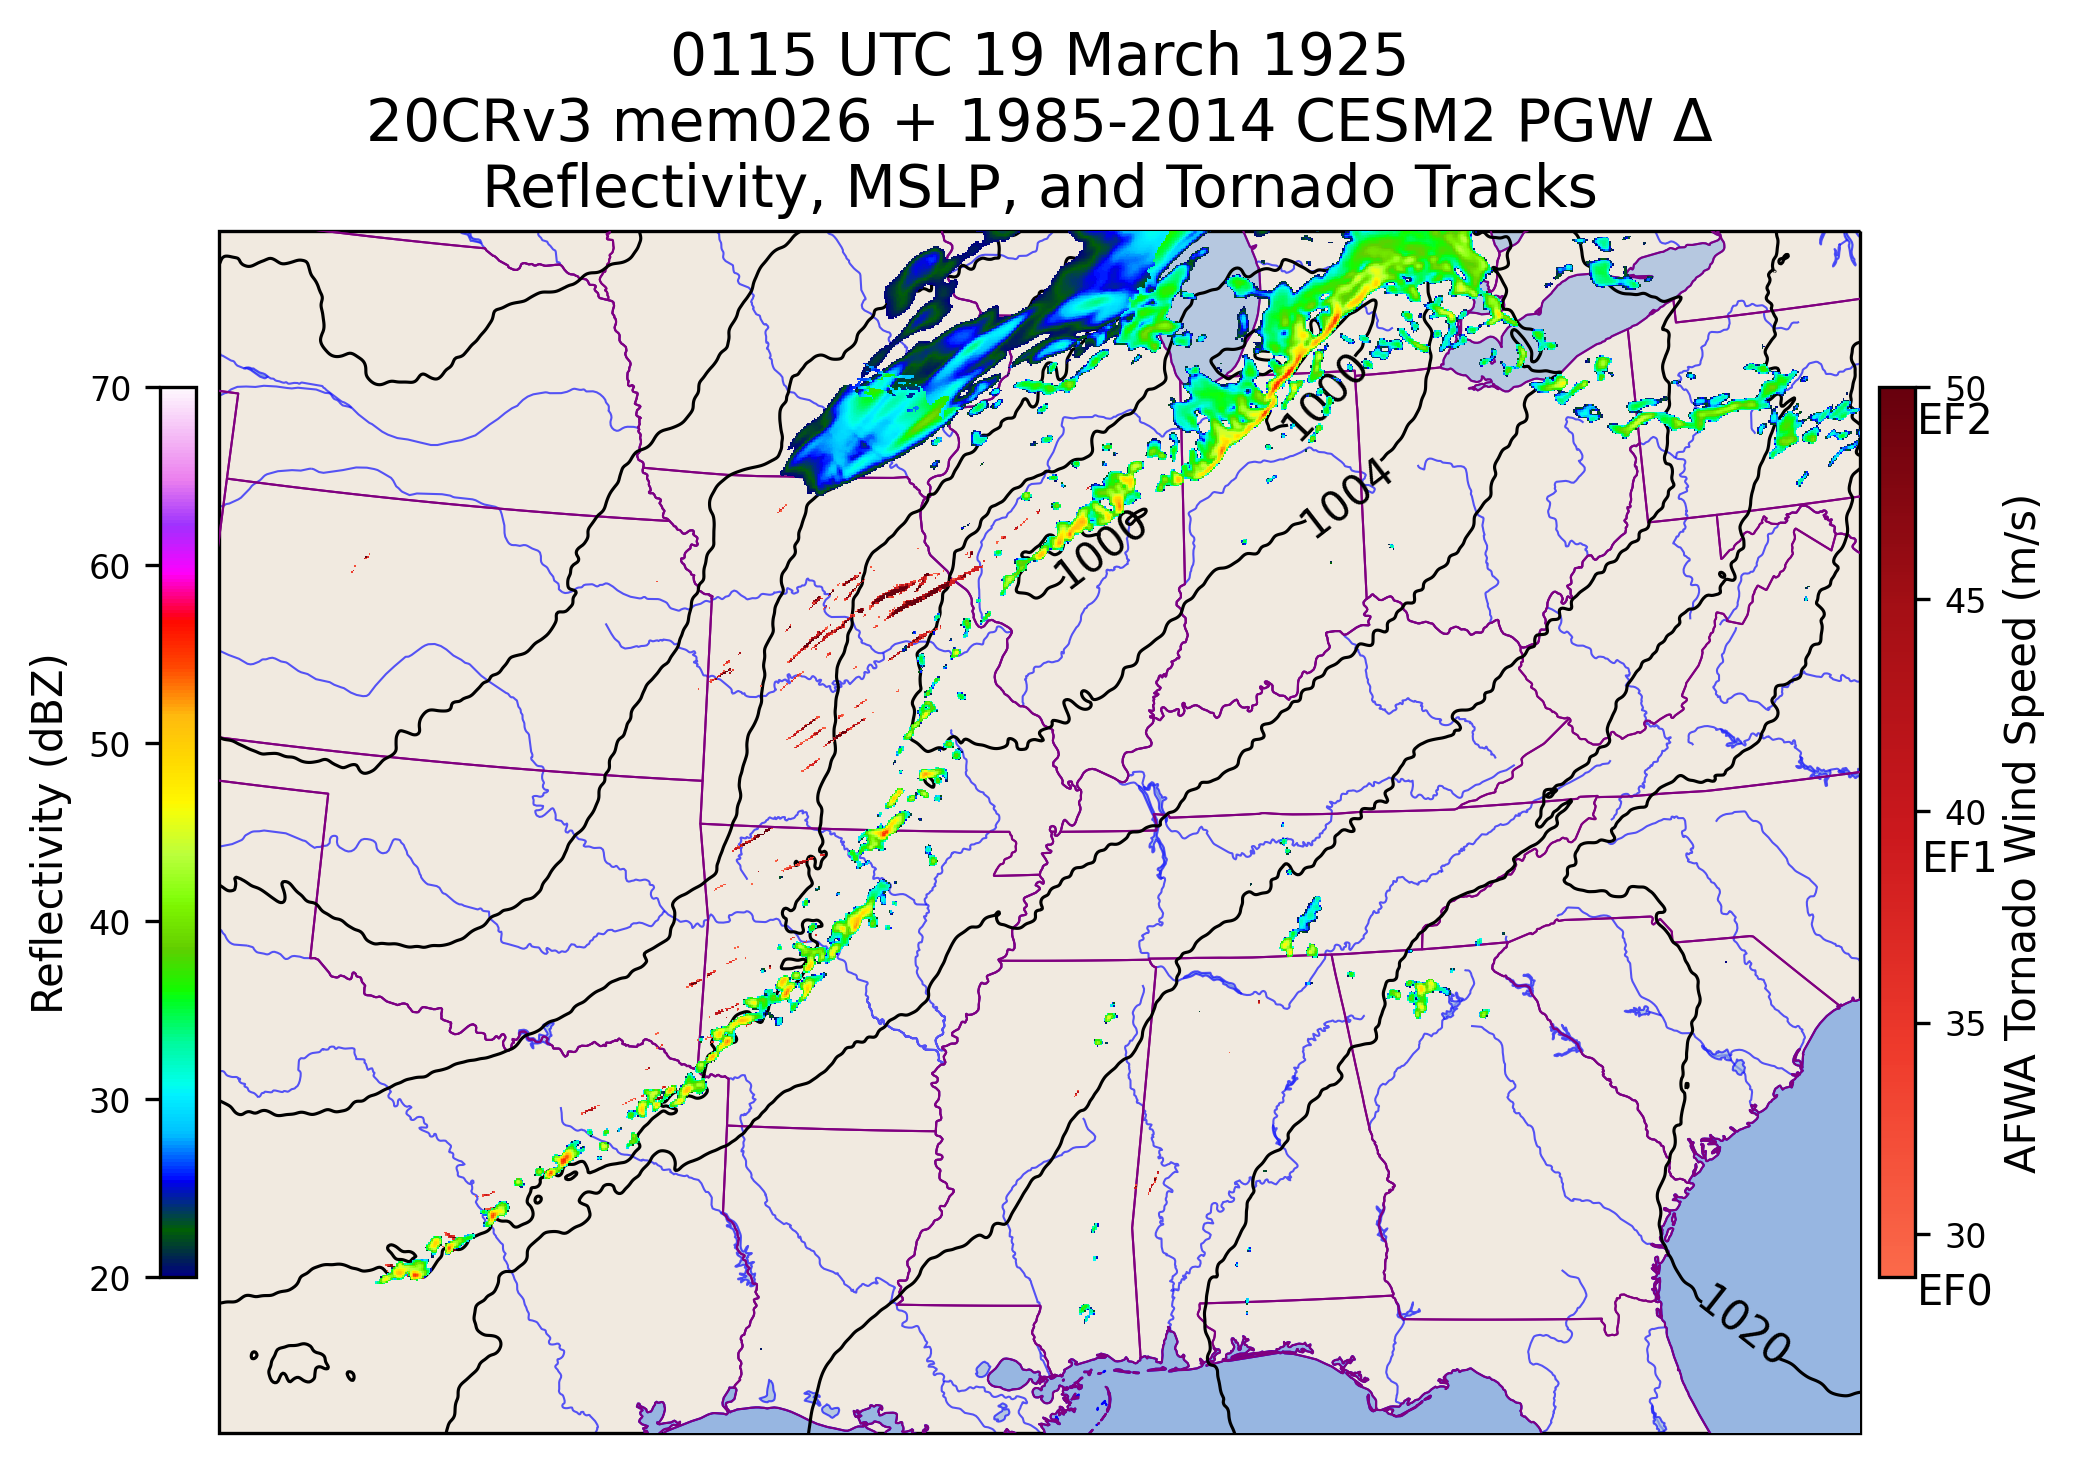 0115 UTC 19 March 1925
20CRv3 mem026 + 1985-2014 CESM2 PGW Δ
Reflectivity, MSLP, and Tornado Tracks
Reflectivity (dBZ)
70
60
50
40
30
20
1000
1004
1000
1020
50
EF2
45
40
EF1
35
30
EF0
AFWA Tornado Wind Speed (m/s)